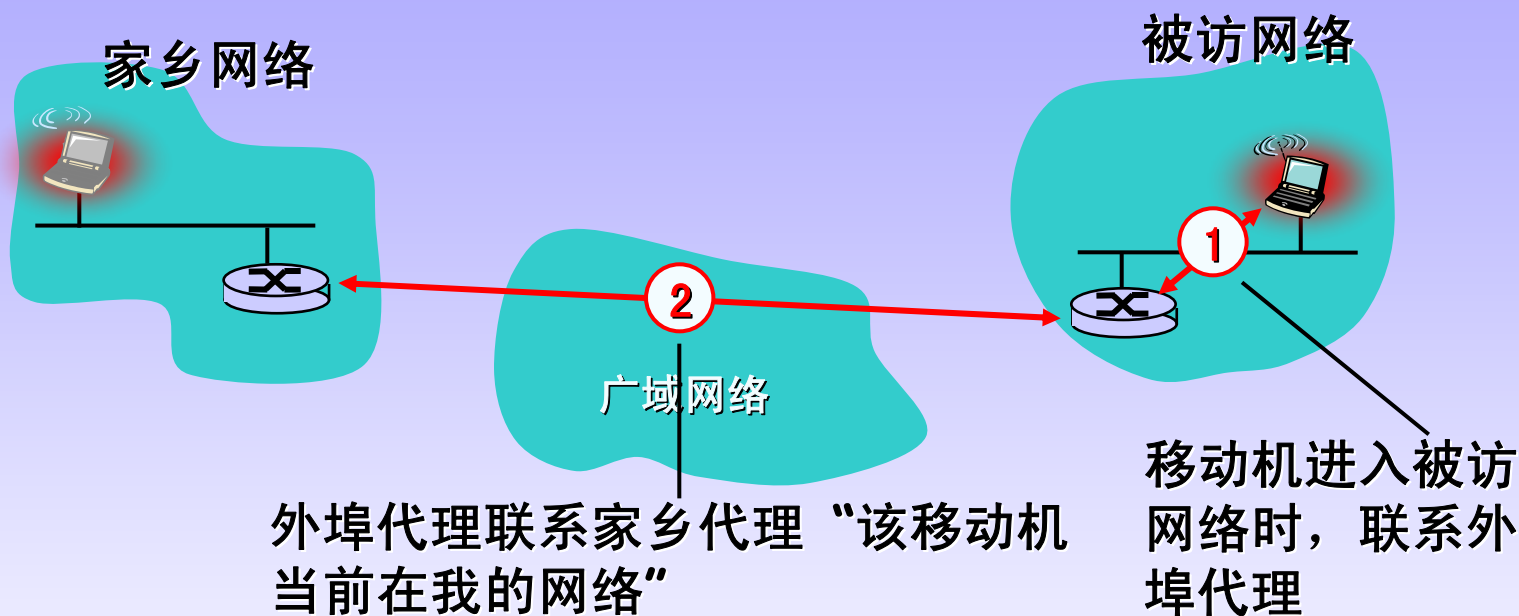 家乡网络
被访网络
1
2
广域网络
外埠代理联系家乡代理“该移动机
当前在我的网络”
移动机进入被访
网络时，联系外
埠代理